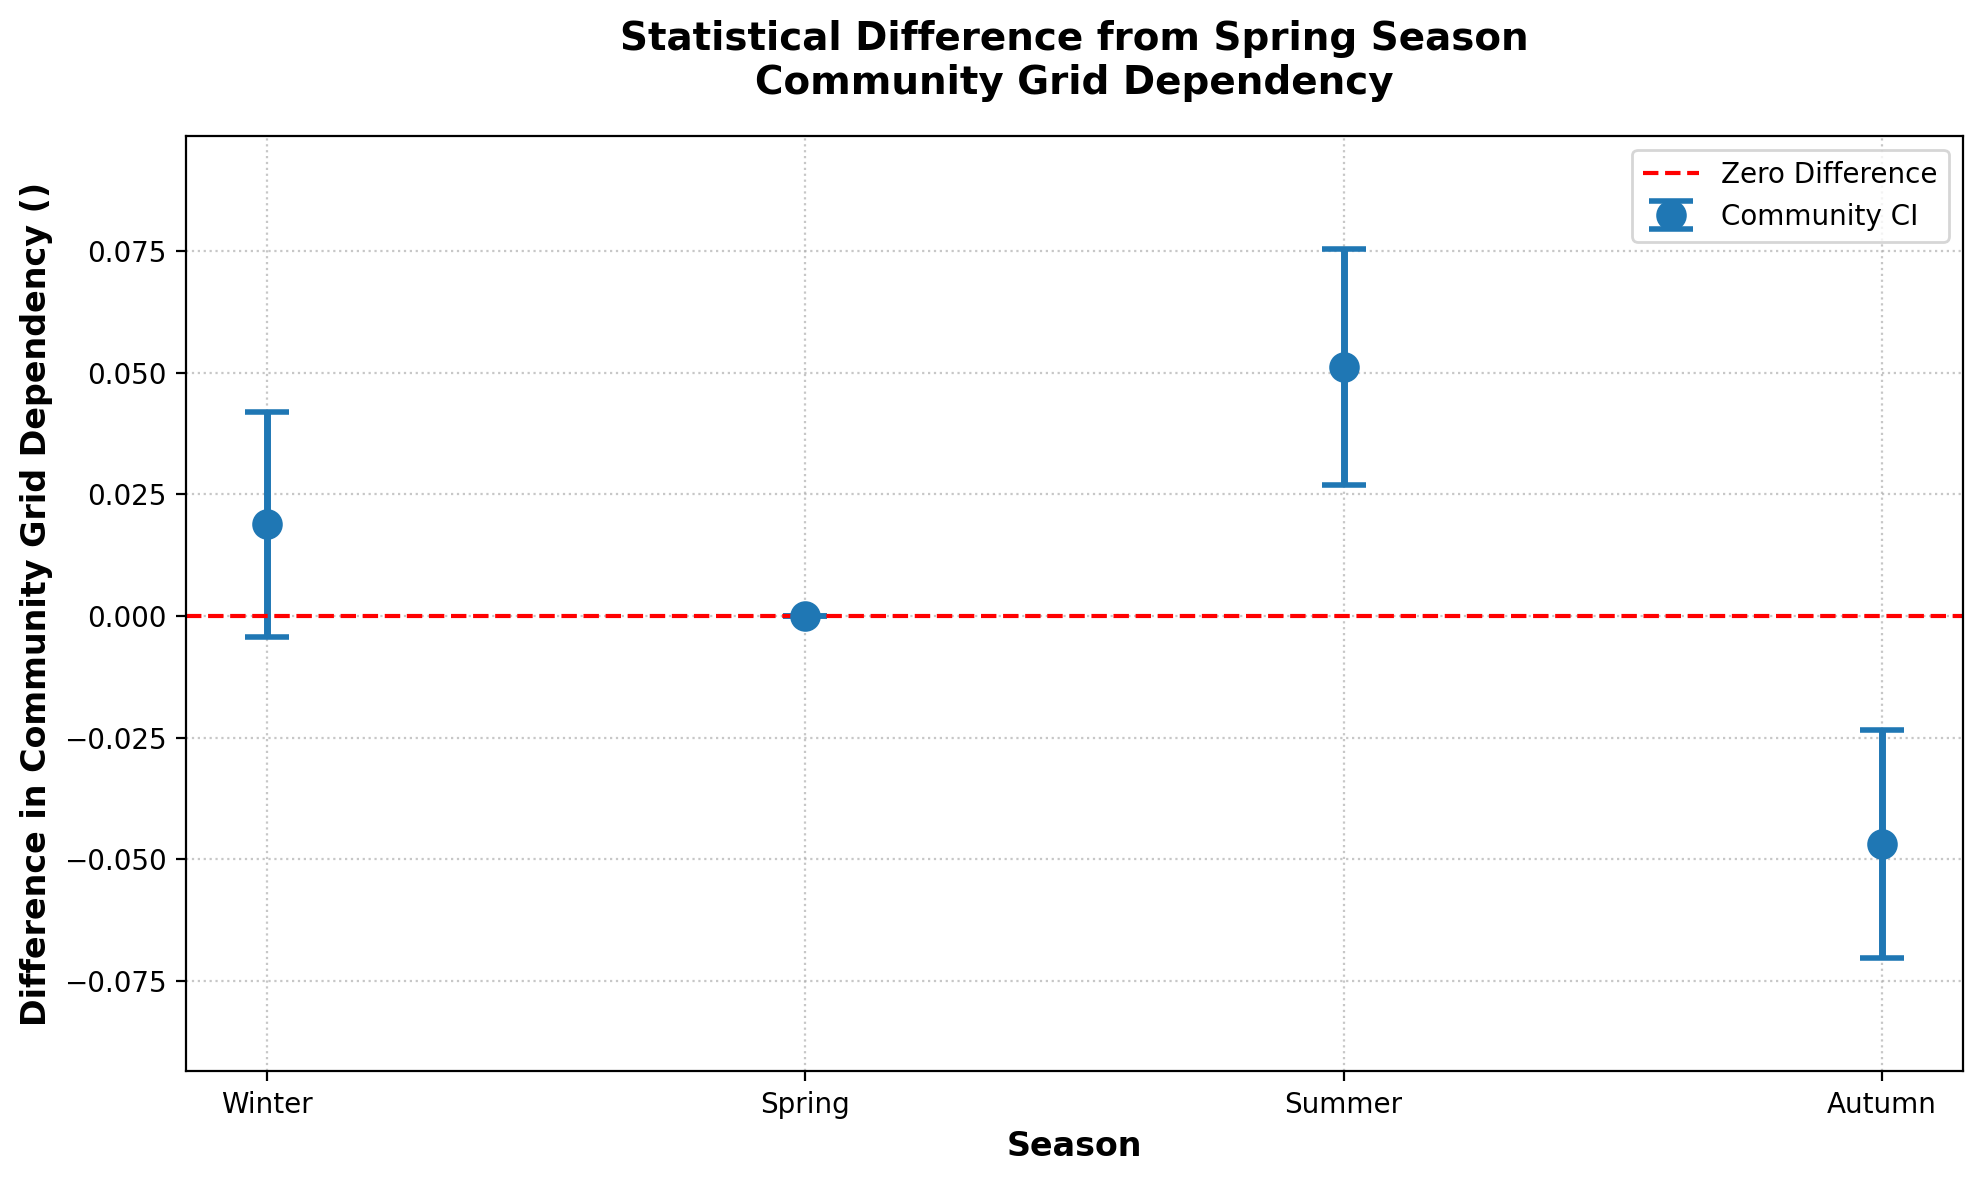 Statistical Difference from Spring Season
Community Grid Dependency
Difference in Community Grid Dependency ()
0.075
0.050
0.025
0.000
−0.025
−0.050
−0.075
Zero Difference
Community CI
Winter
Spring
Summer
Autumn
Season